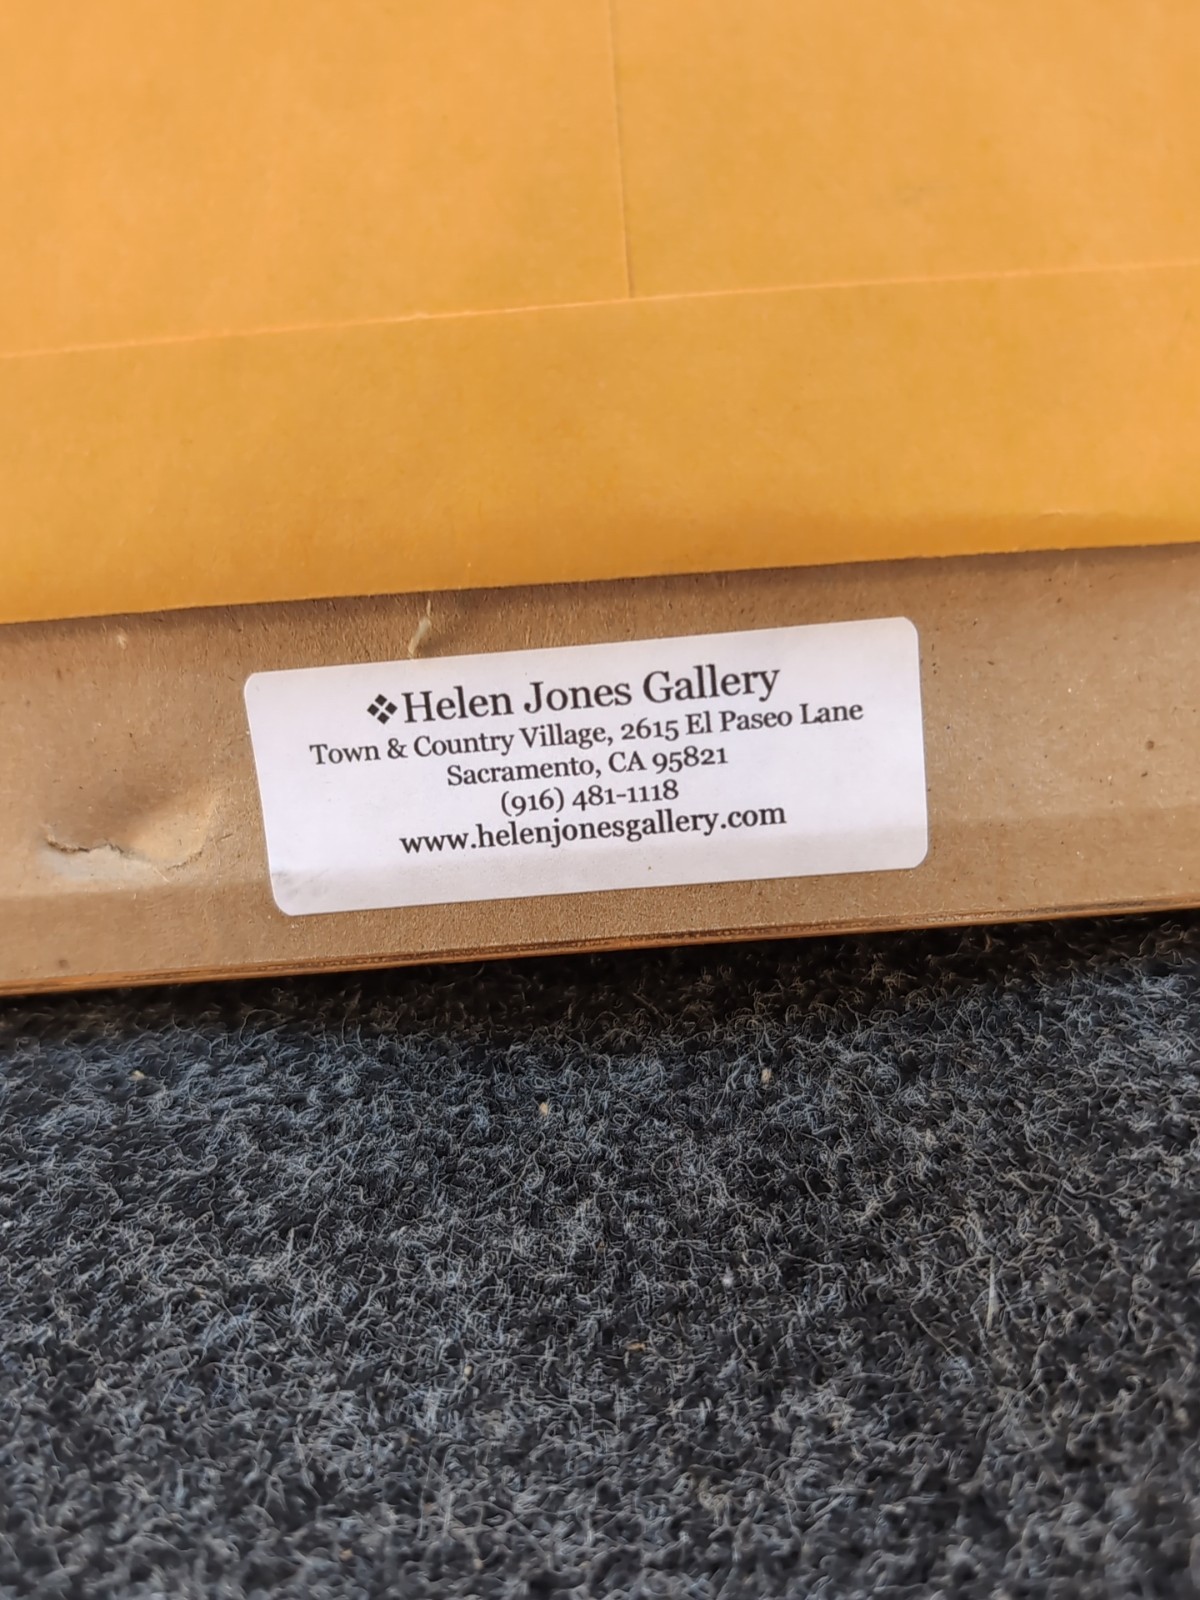 ❖Helen Jones Gallery
Town & Country Village, 2615 El Paseo Lane
Sacramento, CA 95821
(916) 481-1118
www.helenjonesgallery.com